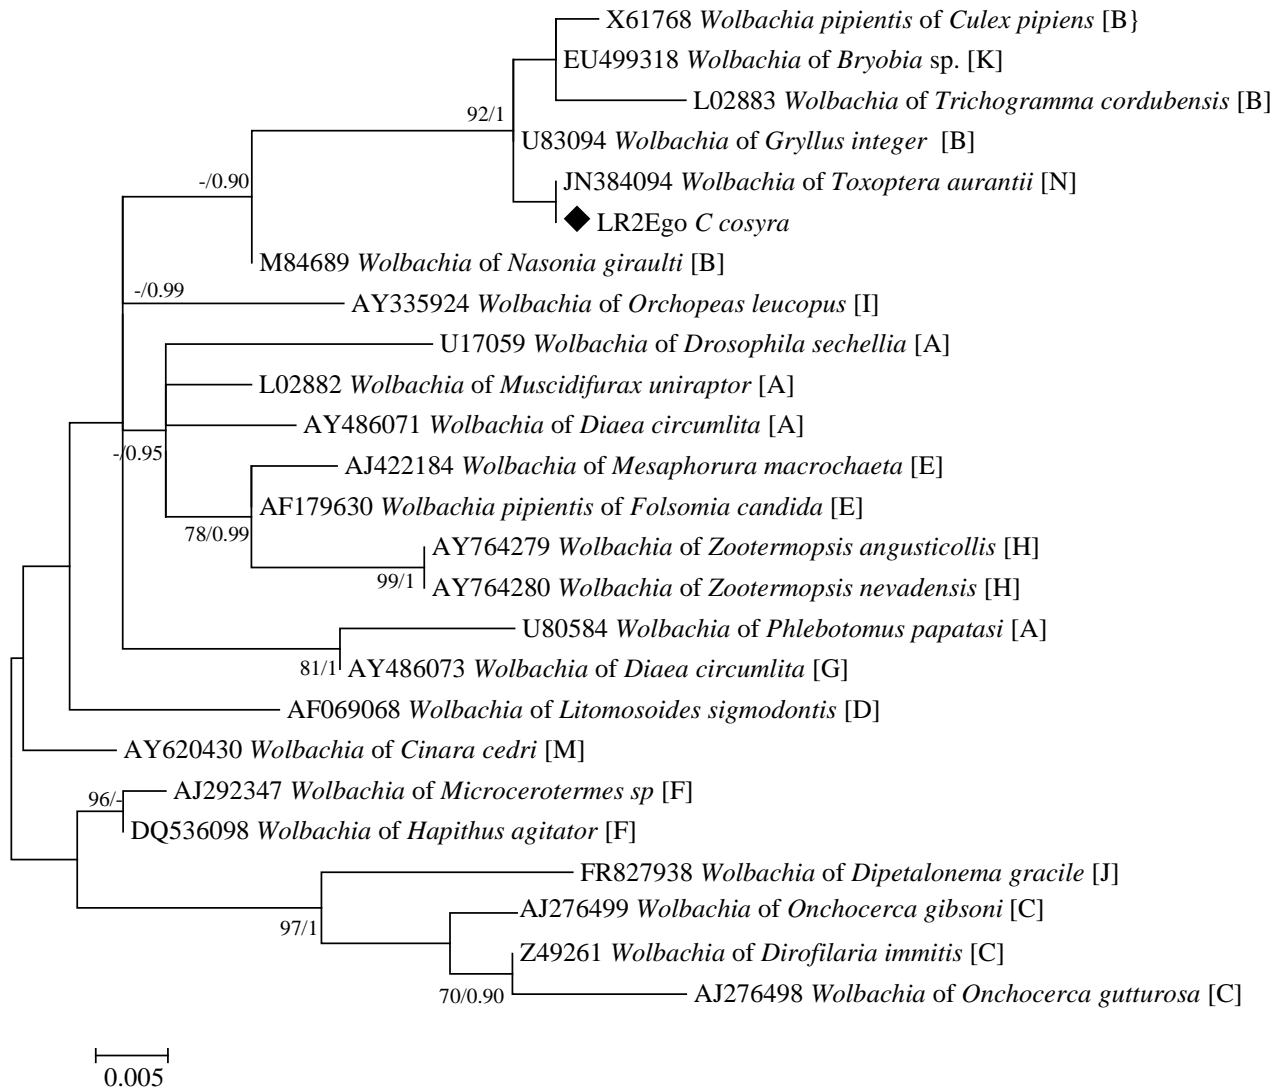 X61768 Wolbachia pipientis of Culex pipiens [B}
EU499318 Wolbachia of Bryobia sp. [K]
L02883 Wolbachia of Trichogramma cordubensis [B]
92/1
U83094 Wolbachia of Gryllus integer [B]
JN384094 Wolbachia of Toxoptera aurantii [N]
-/0.90
LR2Ego C cosyra
M84689 Wolbachia of Nasonia giraulti [B]
-/0.99
AY335924 Wolbachia of Orchopeas leucopus [I]
U17059 Wolbachia of Drosophila sechellia [A]
L02882 Wolbachia of Muscidifurax uniraptor [A]
AY486071 Wolbachia of Diaea circumlita [A]
-/0.95
AJ422184 Wolbachia of Mesaphorura macrochaeta [E]
AF179630 Wolbachia pipientis of Folsomia candida [E]
78/0.99
AY764279 Wolbachia of Zootermopsis angusticollis [H]
99/1
AY764280 Wolbachia of Zootermopsis nevadensis [H]
U80584 Wolbachia of Phlebotomus papatasi [A]
81/1
AY486073 Wolbachia of Diaea circumlita [G]
AF069068 Wolbachia of Litomosoides sigmodontis [D]
AY620430 Wolbachia of Cinara cedri [M]
96/-
AJ292347 Wolbachia of Microcerotermes sp [F]
DQ536098 Wolbachia of Hapithus agitator [F]
FR827938 Wolbachia of Dipetalonema gracile [J]
AJ276499 Wolbachia of Onchocerca gibsoni [C]
97/1
Z49261 Wolbachia of Dirofilaria immitis [C]
70/0.90
AJ276498 Wolbachia of Onchocerca gutturosa [C]
0.005